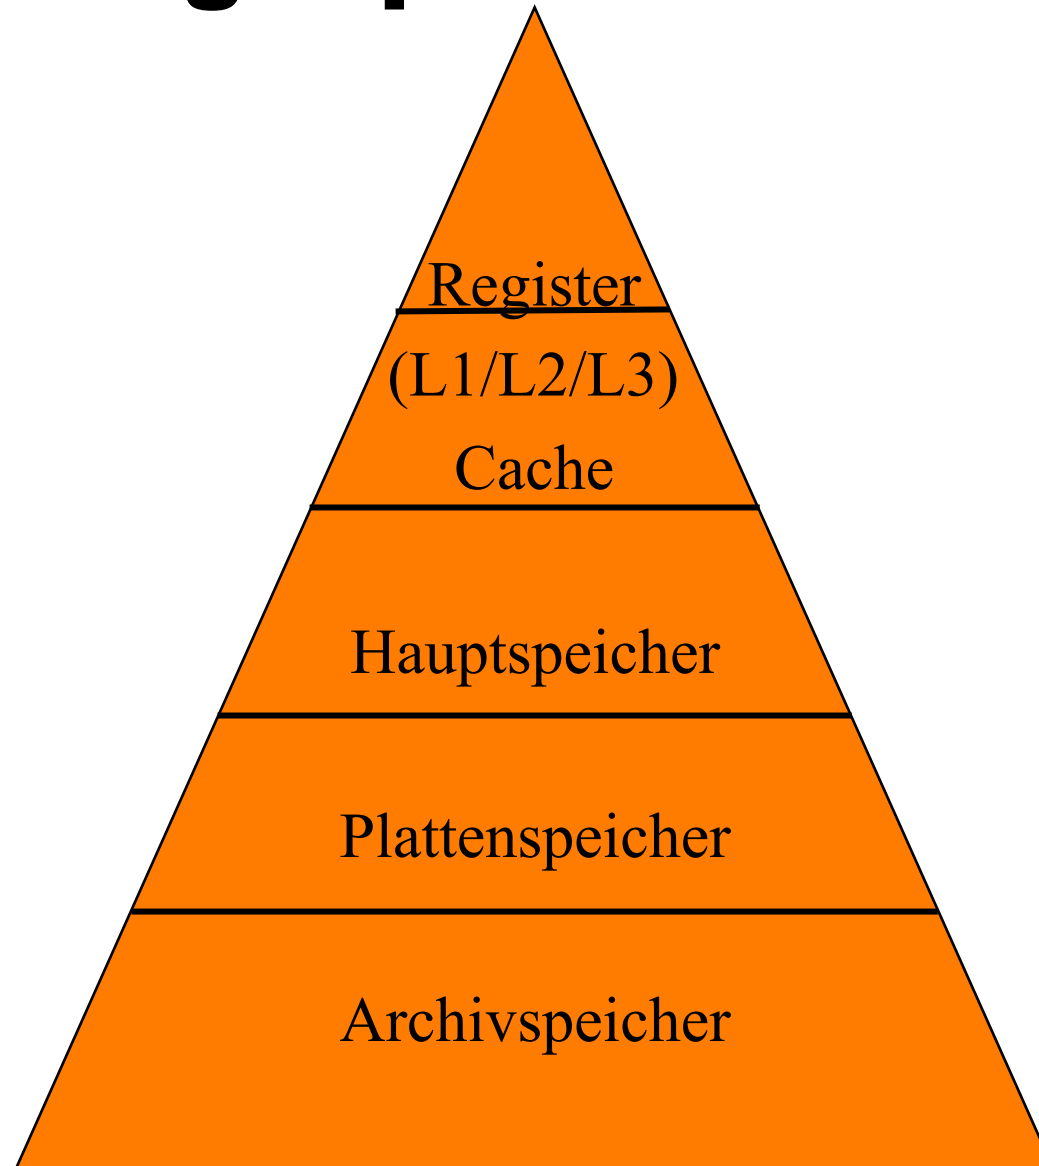 Register
(L1/L2/L3)
Cache
Hauptspeicher
Plattenspeicher
Archivspeicher